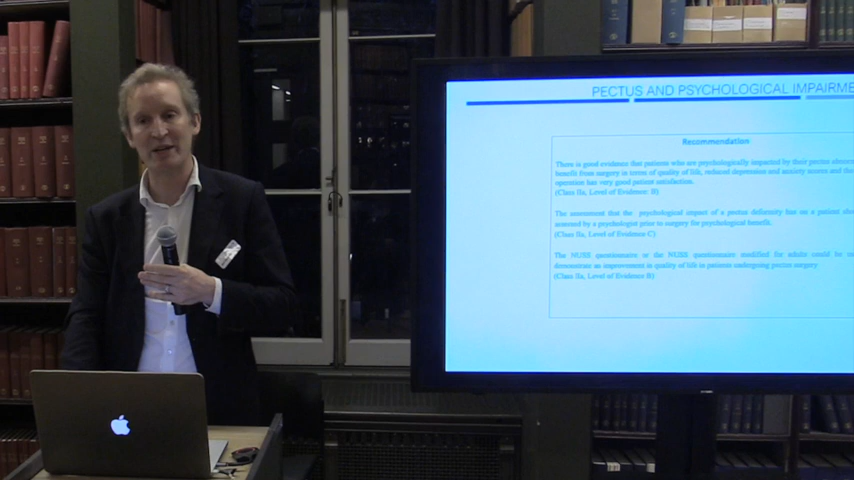 PECTUS AND PSYCHOLOGICAL IMPAIRME
Recommendation
There is good evidence that patients who are psychologically impacted by their pectus
benefit from surgery in terms of quality of life, reduced depression and anxiety scores and the
operation has very good patient satisfaction.
(Class IIa, Level of Evidence: B)
The assessment that the psychological impact of a pectus deformity has on a patient
assessed by a psychologist prior to surgery for psychological benefit.
(Class IIa, Level of Evidence C)
The NUSS questionnaire or the NUSS questionnaire modified for adults could be
demonstrate an improvement in quality of life in patients undergoing pectus surgery.
(Class IIa, Level of Evidence B)